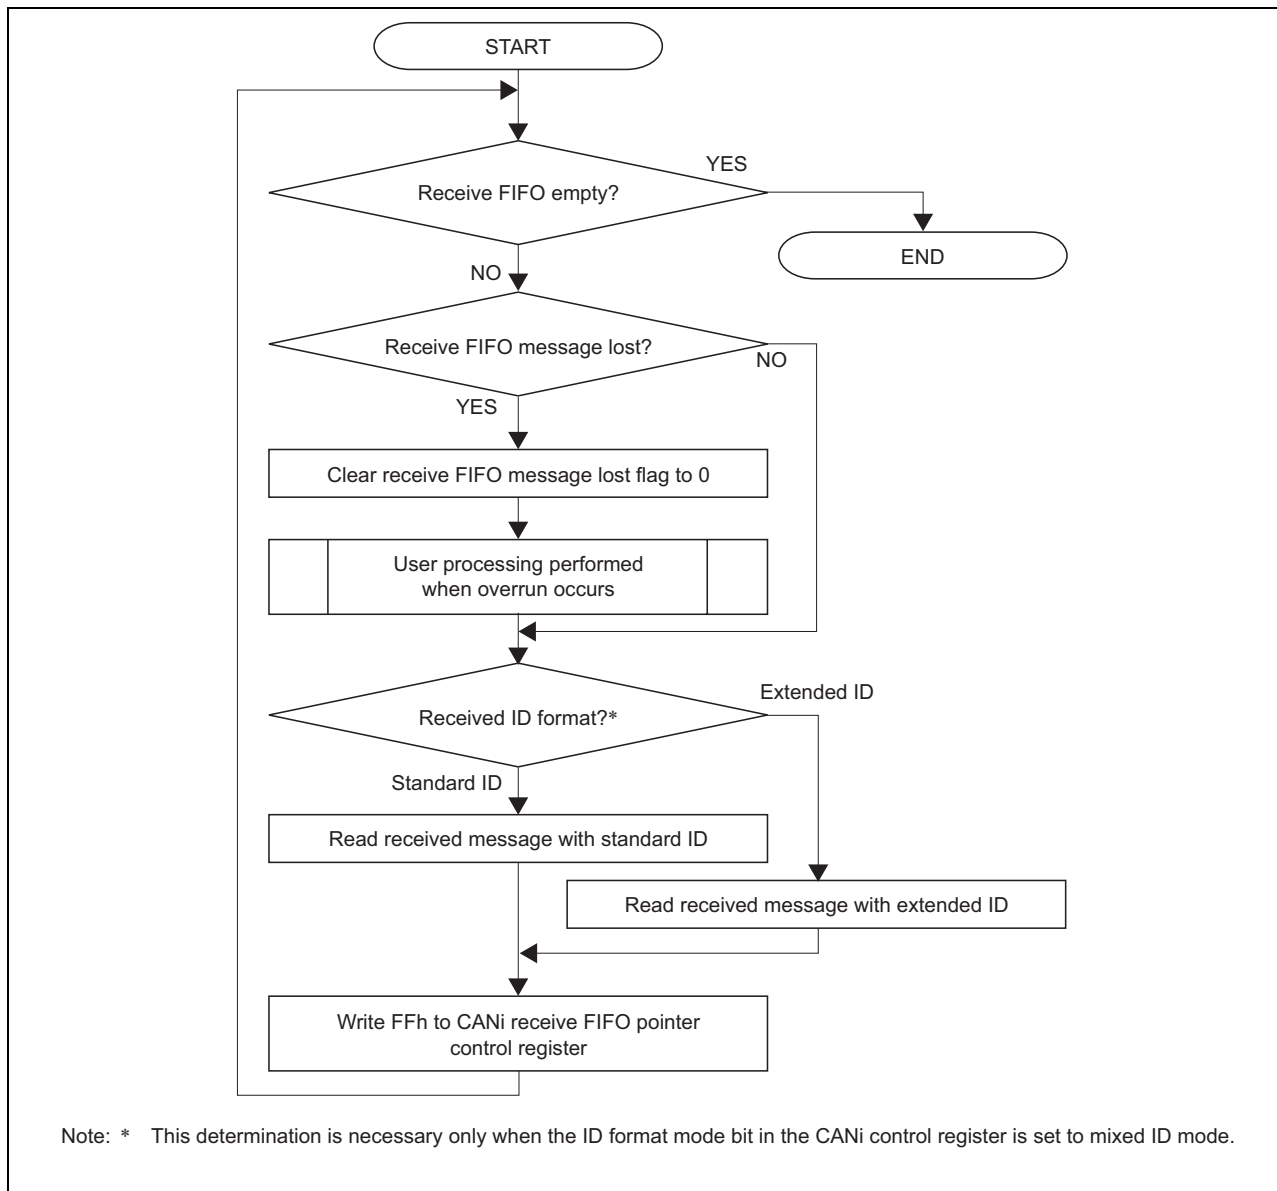 START
Receive FIFO empty?
YES
END
NO
Receive FIFO message lost?
NO
YES
Clear receive FIFO message lost flag to 0
User processing performed
when overrun occurs
Extended ID
Received ID format?*
Standard ID
Read received message with standard ID
Read received message with extended ID
Write FFh to CANi receive FIFO pointer
control register
Note: * This determination is necessary only when the ID format mode bit in the CANi control register is set to mixed ID mode.